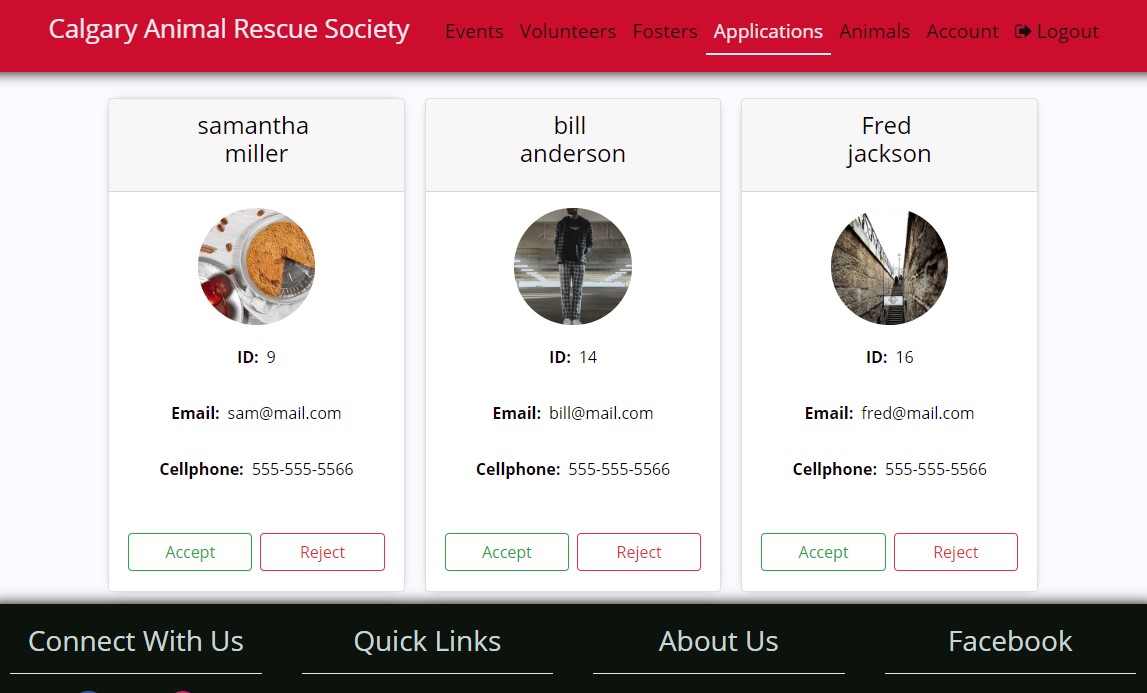 Calgary Animal Rescue Society Events Volunteers Fosters Applications Animals Account Logout
samantha
miller
ID: 9
Email: sam@mail.com
Cellphone: 555-555-5566
Accept Reject
bill
anderson
ID: 14
Email: bill@mail.com
Cellphone: 555-555-5566
Accept Reject
Fred
jackson
ID: 16
Email: fred@mail.com
Cellphone: 555-555-5566
Accept Reject
Connect With Us Quick Links About Us Facebook